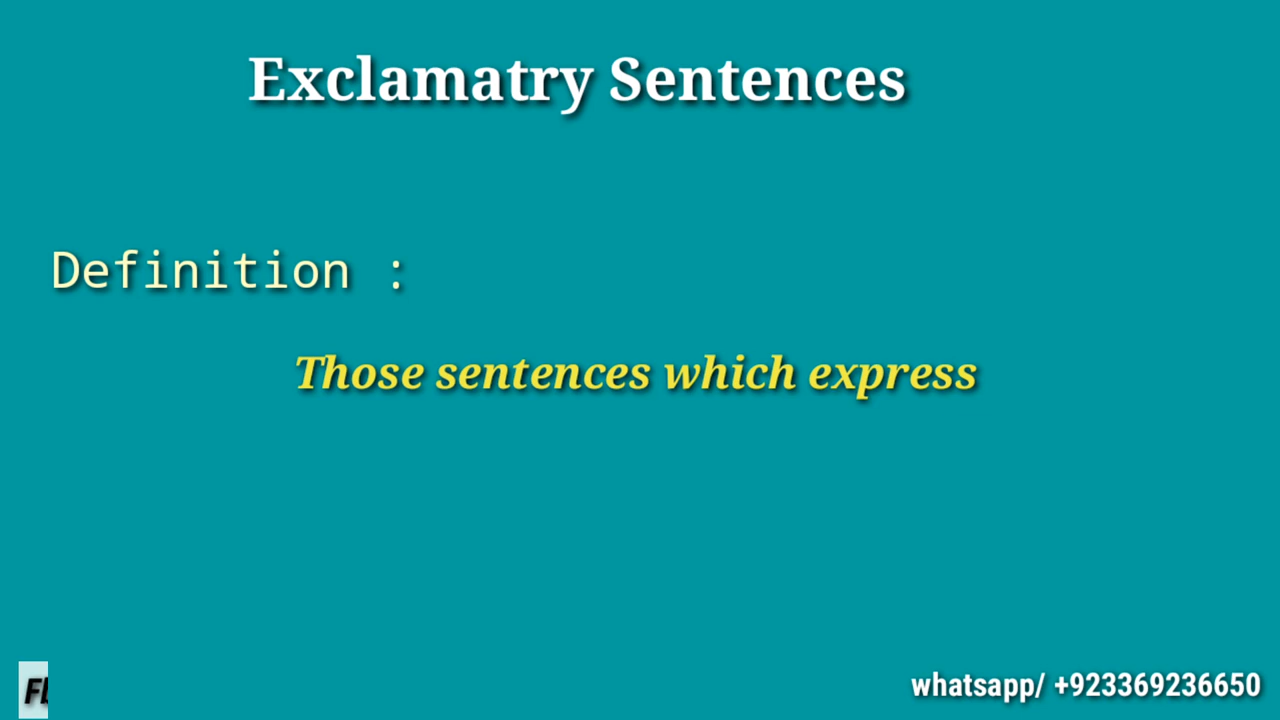 Exclamatry Sentences
Definition :
Those sentences which express
whatsapp/ +923369236650